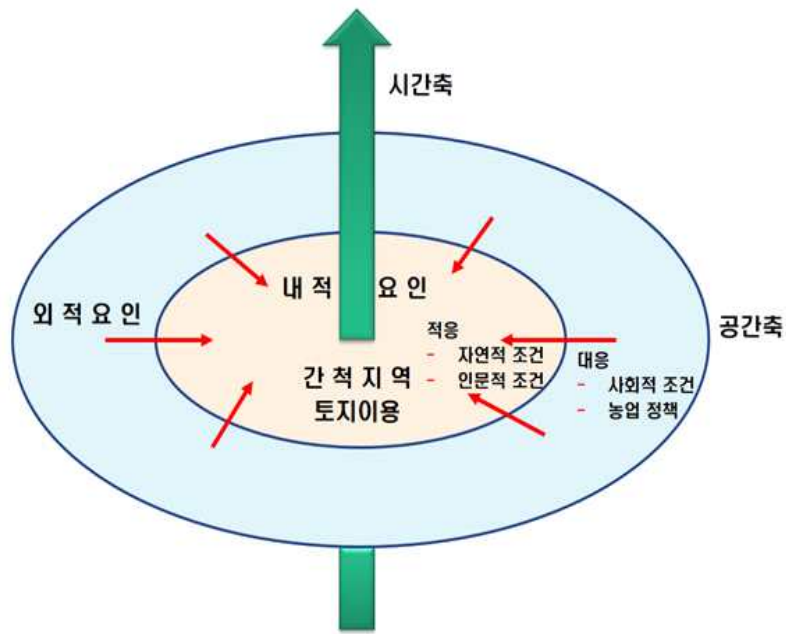 시간축
내 적 요 인
외 적 요 인
공간축
적응
- 자연적 조건
- 인문적 조건
대응
- 사회적 조건
- 농업 정책
간 척 지 역
토지이용